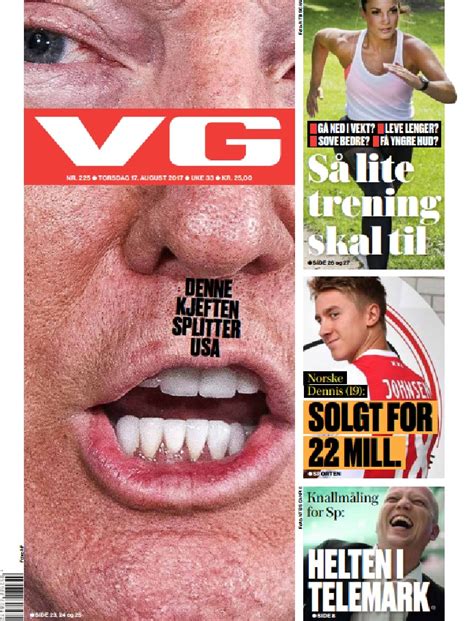 VG
NR. 225 ● TORSDAG 17. AUGUST 2017 ● UKE 33 ● KR. 25,00
DENNE
KJEFTEN
SPLITTER
USA
●SIDE 23, 24 og 25
GÅ NED I VEKT? LEVE LENGER?
SOVE BEDRE? FÅ YNGRE HUD?
Så lite
trening
skal til
●SIDE 26 og 27
JOHNSEN
Norske
Dennis (19):
SOLGT FOR
22 MILL.
●SPORTEN
Knallmåling
for Sp:
HELTEN I
TELEMARK
●SIDE 8